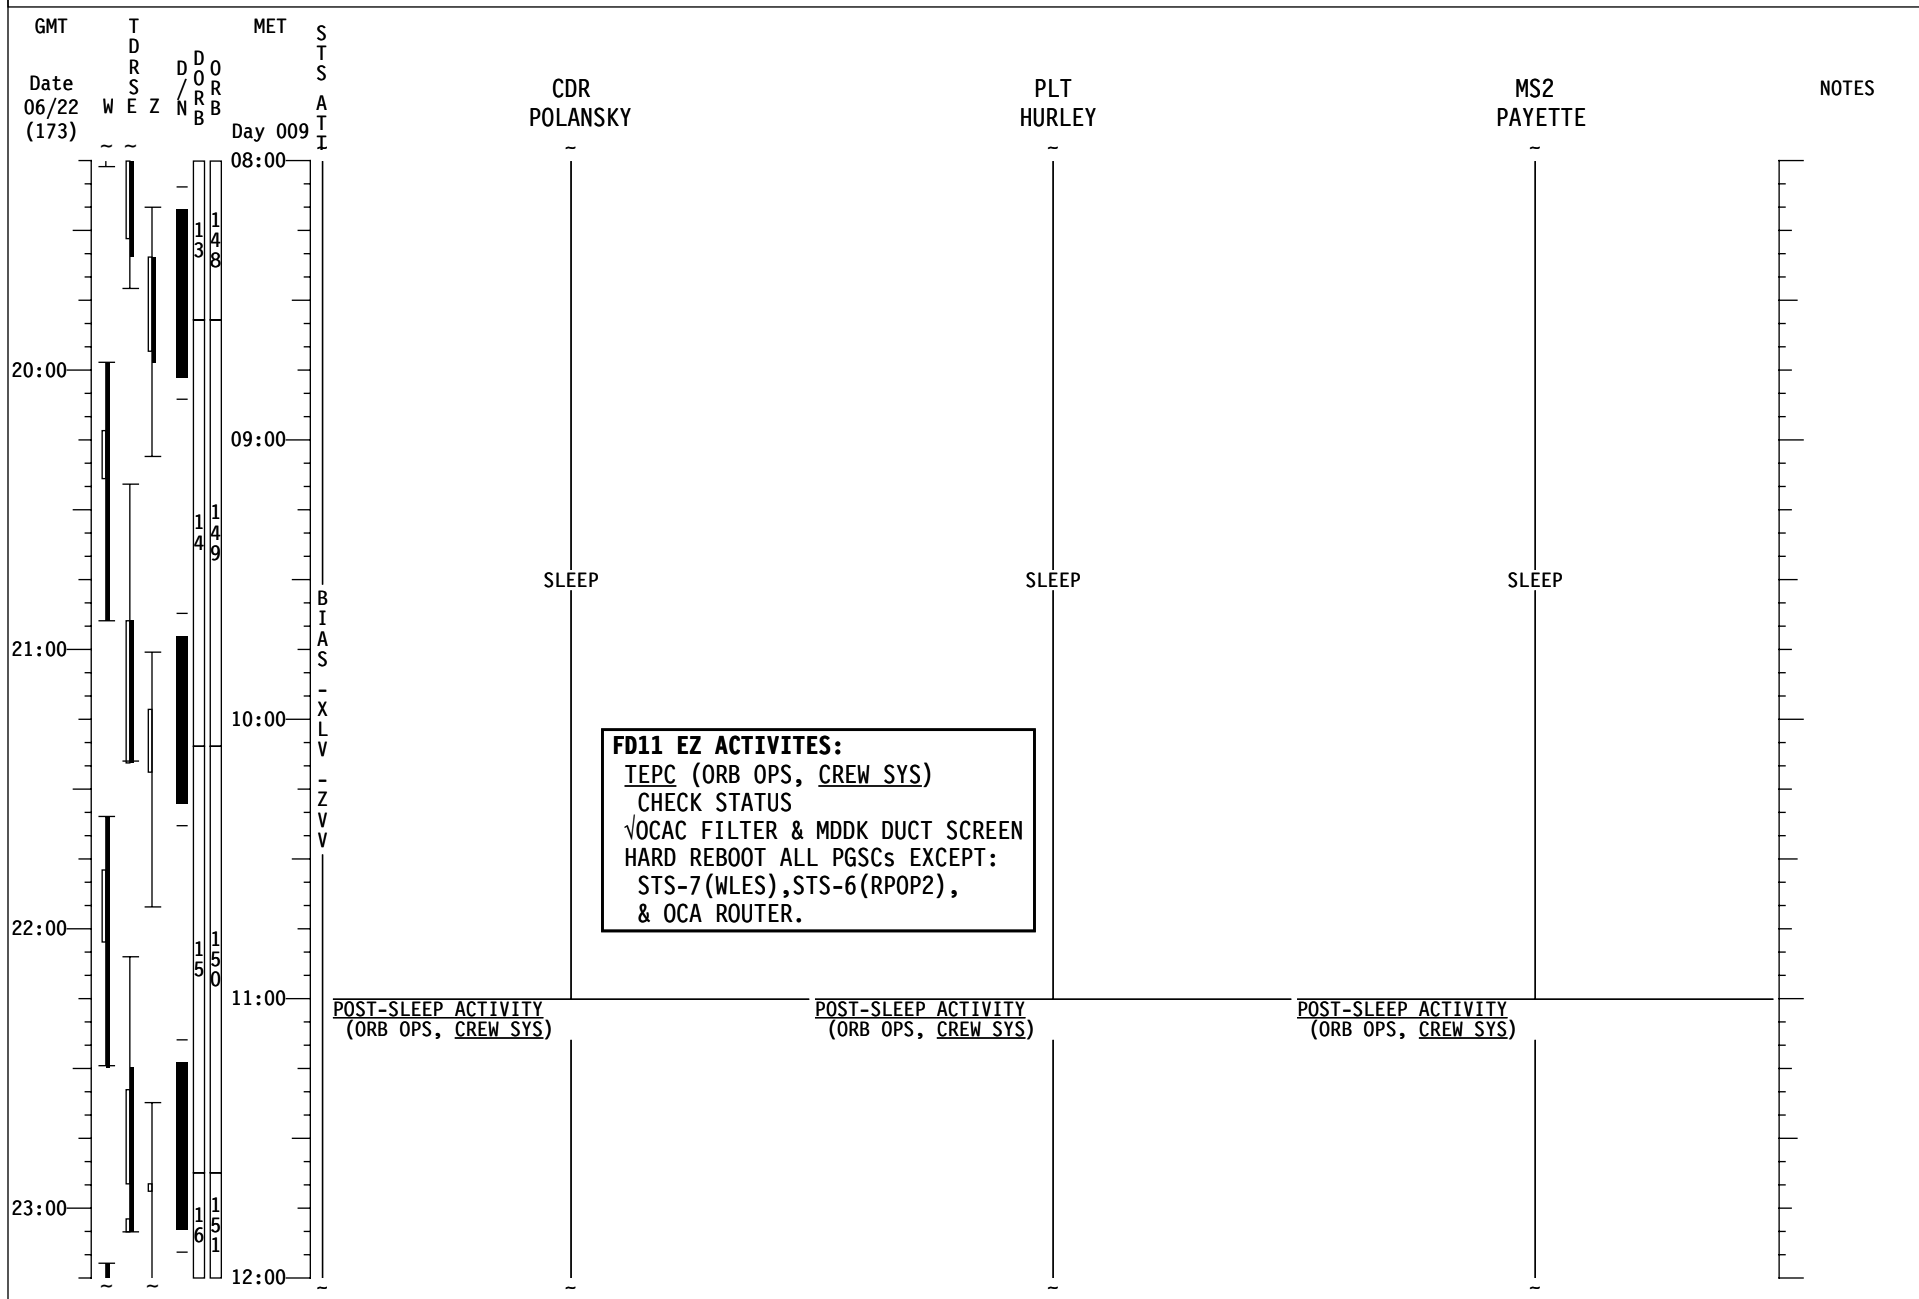 GMT
TDRS
MET
STS ATT
Date
06/22
(173)
W E Z
D/N
DORB
ORB
Day 009
CDR
POLANSKY
PLT
HURLEY
MS2
PAYETTE
NOTES
~ ~ ~ ~ ~
08:00
13 148
20:00
09:00
14 149
SLEEP SLEEP SLEEP
BIAS -XLV -ZVV
21:00
10:00
FD11 EZ ACTIVITES:
TEPC (ORB OPS, CREW SYS)
CHECK STATUS
√OCAC FILTER & MDDK DUCT SCREEN
HARD REBOOT ALL PGSCs EXCEPT:
STS-7(WLES),STS-6(RPOP2),
& OCA ROUTER.
22:00
15 150
11:00
POST-SLEEP ACTIVITY
(ORB OPS, CREW SYS)
POST-SLEEP ACTIVITY
(ORB OPS, CREW SYS)
POST-SLEEP ACTIVITY
(ORB OPS, CREW SYS)
23:00
16 151
12:00
~ ~ ~ ~ ~ ~